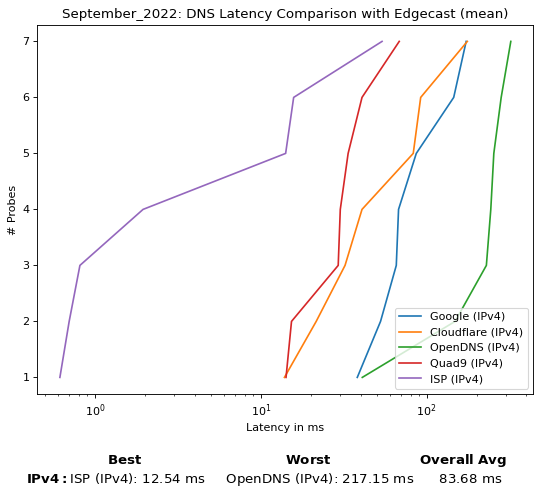 September_2022: DNS Latency Comparison with Edgecast (mean)
# Probes
7
6
5
4
3
2
1
Google (IPv4)
Cloudflare (IPv4)
OpenDNS (IPv4)
Quad9 (IPv4)
ISP (IPv4)
10⁰ 10¹ 10²
Latency in ms
Best Worst Overall Avg
IPv4: ISP (IPv4): 12.54 ms OpenDNS (IPv4): 217.15 ms 83.68 ms